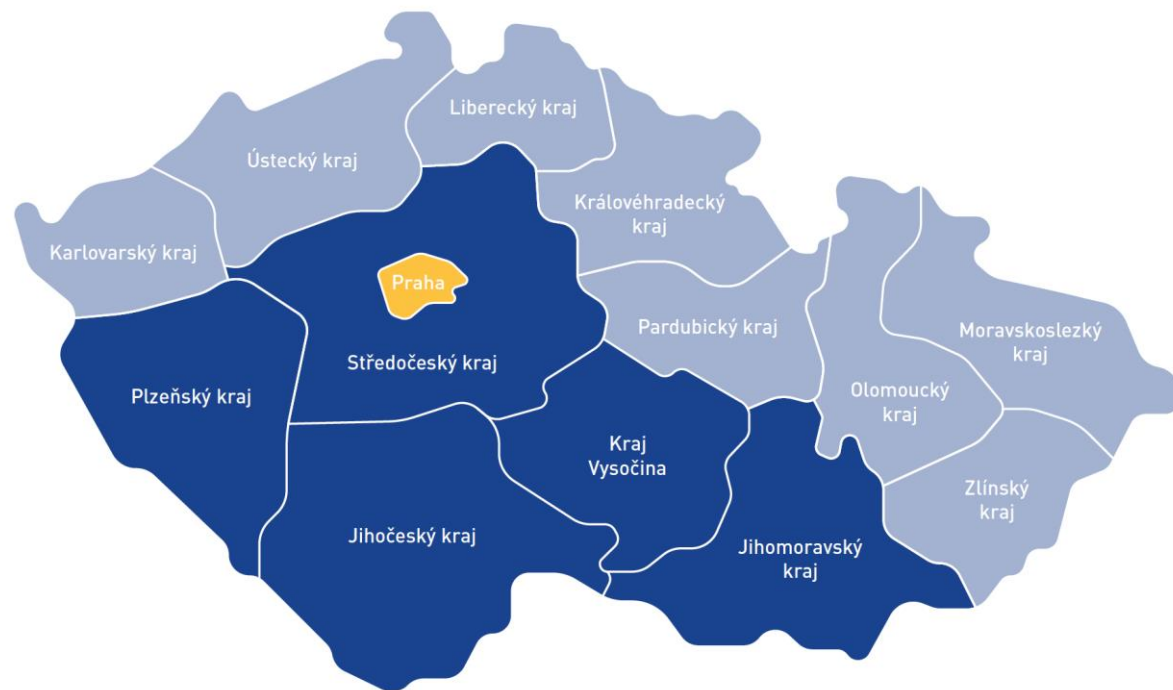 Liberecký kraj
Ústecký kraj
Královéhradecký
kraj
Karlovarský kraj
Praha
Pardubický kraj
Moravskoslezký
kraj
Středočeský kraj
Plzeňský kraj
Olomoucký
kraj
Kraj
Vysočina
Zlínský
kraj
Jihočeský kraj
Jihomoravský
kraj